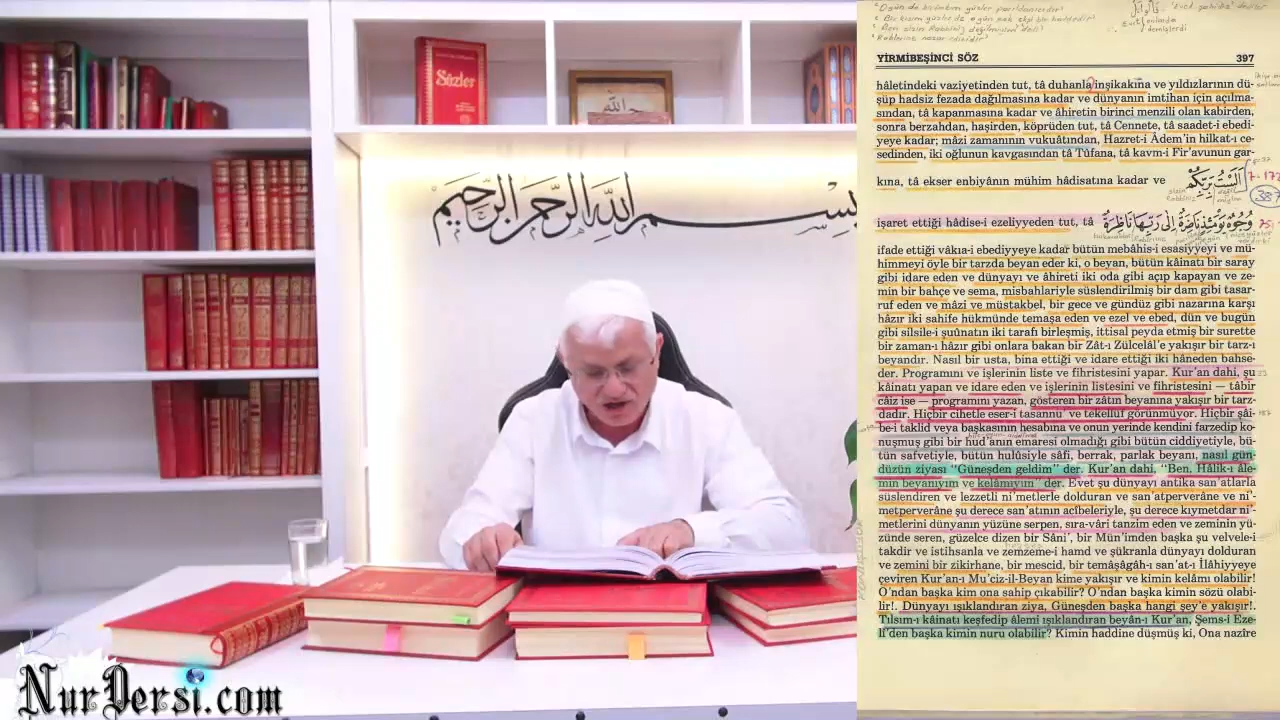 Sözler
بسم الله الرحمن الرحيم
NurDersi.com
YİRMİBEŞİNCİ SÖZ 397
hâletindeki vaziyetinden tut, tâ duhanla inşikakına ve yıldızlarının dü-
şüp hadsiz fezada dağılmasına kadar ve dünyanın imtihan için açılma-
sından, tâ kapanmasına kadar ve âhiretin birinci menzili olan kabirden,
sonra berzahdan, haşirden, köprüden tut, tâ Cennete, tâ saadet-i ebedi-
yeye kadar; mâzi zamanının vukuâtından, Hazret-i Âdem'in hilkat-ı ce-
sedinden, iki oğlunun kavgasından tâ Tûfana, tâ kavm-i Fir'avunun gar-
kına, tâ ekser enbiyânın mühim hâdisatına kadar ve اَلَسْتُ بِرَبِّكُمْ
işaret ettiği hâdise-i ezeliyyeden tut, tâ وُجُوهٌ يَوْمَئِذٍ نَاضِرَةٌ اِلَى رَبِّهَا نَاظِرَةٌ
ifade ettiği vâkıa-i ebediyyeye kadar bütün mebâhis-i esasiyyeyi ve mü-
himmeyi öyle bir tarzda beyan eder ki, o beyan, bütün kâinatı bir saray
gibi idare eden ve dünyayı ve âhireti iki oda gibi açıp kapayan ve ze-
min bir bahçe ve sema, misbahlariyle süslendirilmiş bir dam gibi tasar-
ruf eden ve mâzi ve müstakbel, bir gece ve gündüz gibi nazarına karşı
hâzır iki sahife hükmünde temaşa eden ve ezel ve ebed, dün ve bugün
gibi silsile-i şuûnatın iki tarafı birleşmiş, ittisal peyda etmiş bir surette
bir zaman-ı hâzır gibi onlara bakan bir Zât-ı Zülcelâl'e yakışır bir tarz-ı
beyandır. Nasıl bir usta, bina ettiği ve idare ettiği iki hâneden bahse-
der. Programını ve işlerinin liste ve fihristesini yapar. Kur'an dahi, şu
kâinatı yapan ve idare eden ve işlerinin listesini ve fihristesini — tâbir
câiz ise — programını yazan, gösteren bir zâtın beyanına yakışır bir tarz-
dadır. Hiçbir cihetle eser-i tasannu' ve tekellüf görünmüyor. Hiçbir şâi-
be-i taklid veya başkasının hesabına ve onun yerinde kendini farzedip ko-
nuşmuş gibi bir hud'anın emaresi olmadığı gibi bütün ciddiyetiyle, bü-
tün safvetiyle, bütün hulûsiyle sâfi, berrak, parlak beyanı, nasıl gün-
düzün ziyası "Güneşden geldim" der. Kur'an dahi, "Ben, Hâlik-ı âle-
min beyanıyım ve kelâmıyım" der. Evet şu dünyayı antika san'atlarla
süslendiren ve lezzetli ni'metlerle dolduran ve san'atperverâne ve ni'-
metperverâne şu derece san'atının acîbeleriyle, şu derece kıymetdar ni'-
metlerini dünyanın yüzüne serpen, sıra-vâri tanzim eden ve zeminin yü-
zünde seren, güzelce dizen bir Sâni', bir Mün'imden başka şu velvele-i
takdir ve istihsanla ve zemzeme-i hamd ve şükranla dünyayı dolduran
ve zemini bir zikirhane, bir mescid, bir temâşâgâh-ı san'at-ı İlâhiyyeye
çeviren Kur'an-ı Mu'ciz-il-Beyan kime yakışır ve kimin kelâmı olabilir!
O'ndan başka kim ona sahip çıkabilir? O'ndan başka kimin sözü olabi-
lir!. Dünyayı ışıklandıran ziya, Güneşden başka hangi şey'e yakışır!.
Tılsım-ı kâinatı keşfedip âlemi ışıklandıran beyân-ı Kur'an, Şems-i Eze-
lî'den başka kimin nuru olabilir? Kimin haddine düşmüş ki, Ona nazîre